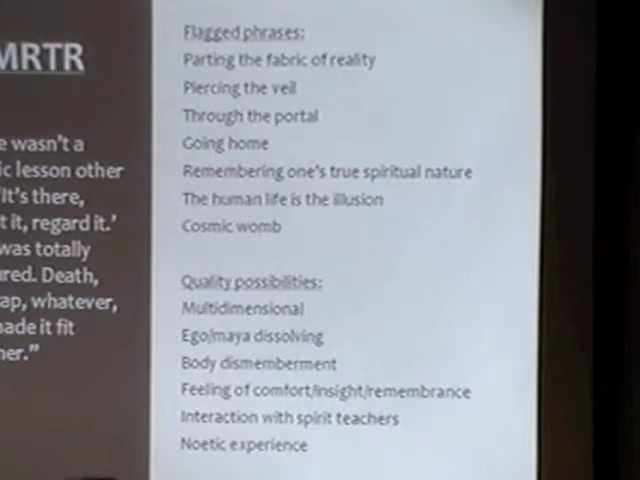 MRTR
e wasn't a
ic lesson other
'It's there,
t it, regard it.'
was totally
red. Death,
ap, whatever,
ade it fit
her."
Flagged phrases:
Parting the fabric of reality
Piercing the veil
Through the portal
Going home
Remembering one's true spiritual nature
The human life is the illusion
Cosmic womb
Quality possibilities:
Multidimensional
Ego/maya dissolving
Body dismemberment
Feeling of comfort/insight/remembrance
Interaction with spirit teachers
Noetic experience